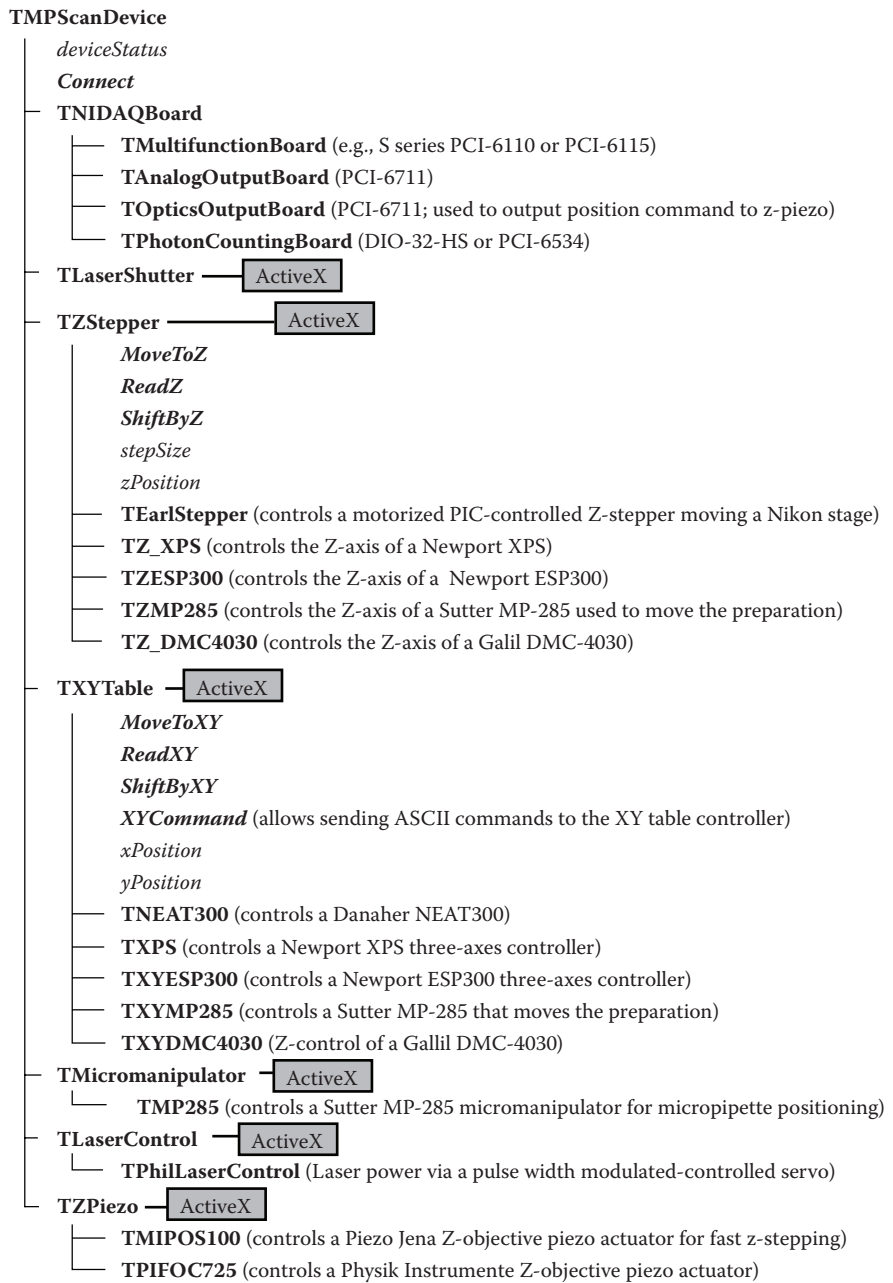 TMPScanDevice
deviceStatus
Connect
TNIDAQBoard
TMultifunctionBoard (e.g., S series PCI-6110 or PCI-6115)
TAnalogOutputBoard (PCI-6711)
TOpticsOutputBoard (PCI-6711; used to output position command to z-piezo)
TPhotonCountingBoard (DIO-32-HS or PCI-6534)
TLaserShutter ActiveX
TZStepper ActiveX
MoveToZ
ReadZ
ShiftByZ
stepSize
zPosition
TEarlStepper (controls a motorized PIC-controlled Z-stepper moving a Nikon stage)
TZ_XPS (controls the Z-axis of a Newport XPS)
TZESP300 (controls the Z-axis of a Newport ESP300)
TZMP285 (controls the Z-axis of a Sutter MP-285 used to move the preparation)
TZ_DMC4030 (controls the Z-axis of a Galil DMC-4030)
TXYTable ActiveX
MoveToXY
ReadXY
ShiftByXY
XYCommand (allows sending ASCII commands to the XY table controller)
xPosition
yPosition
TNEAT300 (controls a Danaher NEAT300)
TXPS (controls a Newport XPS three-axes controller)
TXYESP300 (controls a Newport ESP300 three-axes controller)
TXYMP285 (controls a Sutter MP-285 that moves the preparation)
TXYDMC4030 (Z-control of a Gallil DMC-4030)
TMicromanipulator ActiveX
TMP285 (controls a Sutter MP-285 micromanipulator for micropipette positioning)
TLaserControl ActiveX
TPhilLaserControl (Laser power via a pulse width modulated-controlled servo)
TZPiezo ActiveX
TMIPOS100 (controls a Piezo Jena Z-objective piezo actuator for fast z-stepping)
TPIFOC725 (controls a Physik Instrumente Z-objective piezo actuator)